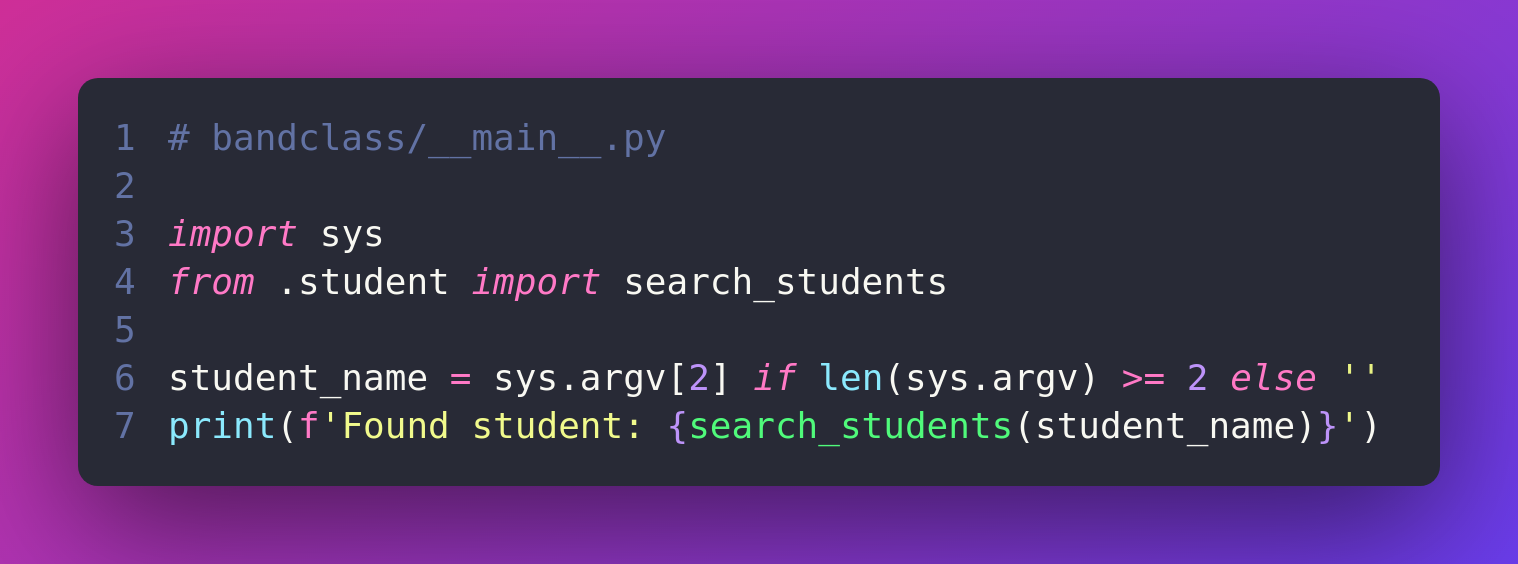 1 # bandclass/__main__.py
2
3 import sys
4 from .student import search_students
5
6 student_name = sys.argv[2] if len(sys.argv) >= 2 else ''
7 print(f'Found student: {search_students(student_name)}')